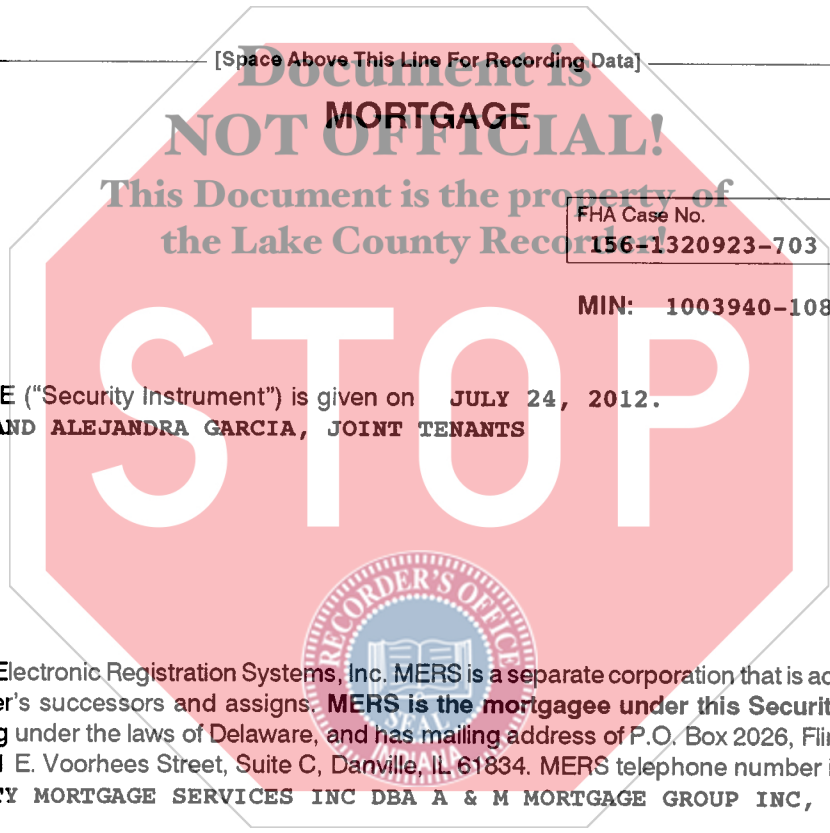 [Space Above This Line For Recording Data]
Document is
MORTGAGE
NOT OFFICIAL!
This Document is the property of
the Lake County Recorder!
FHA Case No.
156-1320923-703
MIN: 1003940-108
STOP
E ("Security Instrument") is given on JULY 24, 2012.
AND ALEJANDRA GARCIA, JOINT TENANTS
RECORDER'S OFFICE
SEAL
INDIANA
Electronic Registration Systems, Inc. MERS is a separate corporation that is ac
er's successors and assigns. MERS is the mortgagee under this Securit
g under the laws of Delaware, and has mailing address of P.O. Box 2026, Flin
E. Voorhees Street, Suite C, Danville, IL 61834. MERS telephone number i
TY MORTGAGE SERVICES INC DBA A & M MORTGAGE GROUP INC,